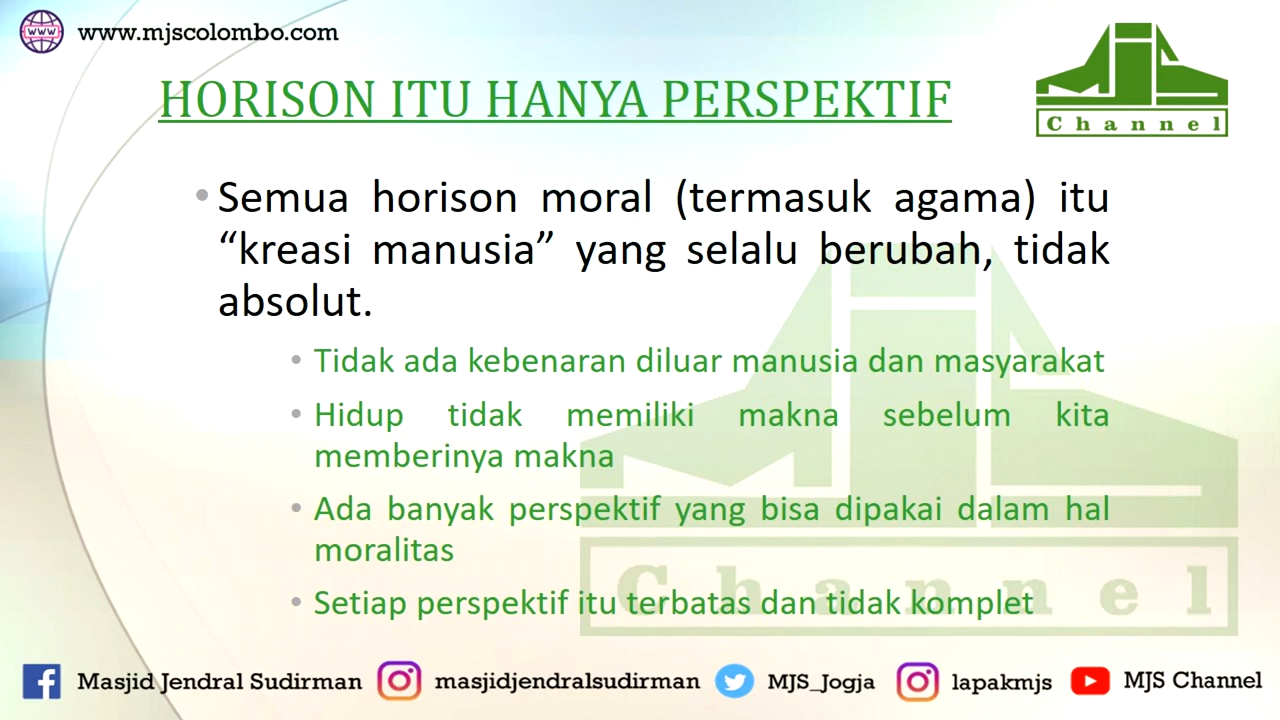 www.mjscolombo.com
HORISON ITU HANYA PERSPEKTIF
MJS
Channel
• Semua horison moral (termasuk agama) itu
“kreasi manusia” yang selalu berubah, tidak
absolut.
• Tidak ada kebenaran diluar manusia dan masyarakat
• Hidup tidak memiliki makna sebelum kita
memberinya makna
• Ada banyak perspektif yang bisa dipakai dalam hal
moralitas
• Setiap perspektif itu terbatas dan tidak komplet
Channel
Masjid Jendral Sudirman masjidjendralsudirman MJS_Jogja lapakmjs MJS Channel